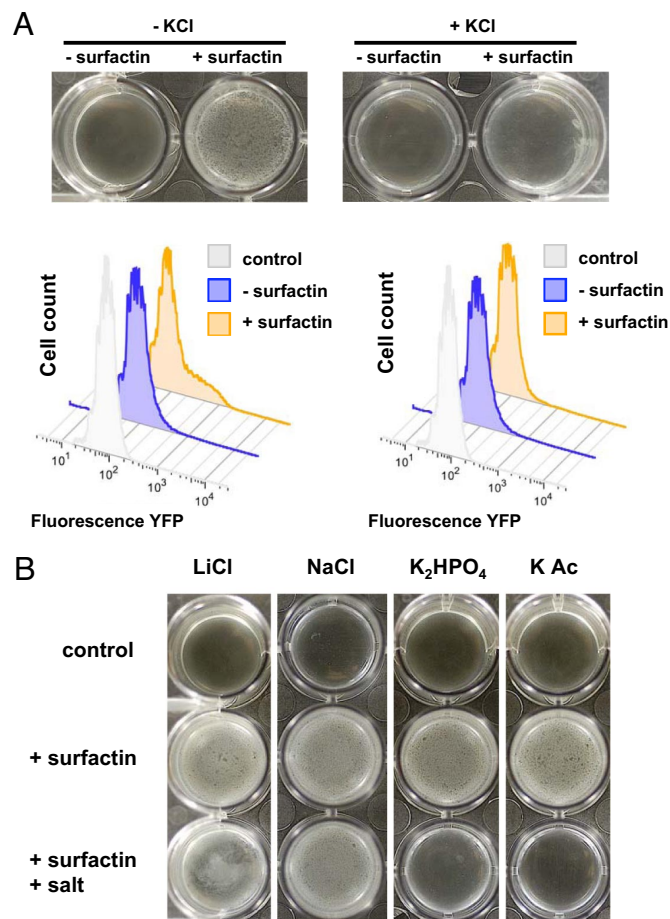 A
- KCl
+ KCl
- surfactin + surfactin
- surfactin + surfactin
control
- surfactin
+ surfactin
Cell count
10¹ 10² 10³ 10⁴
Fluorescence YFP
control
- surfactin
+ surfactin
Cell count
10¹ 10² 10³ 10⁴
Fluorescence YFP
B
LiCl NaCl K₂HPO₄ K Ac
control
+ surfactin
+ surfactin
+ salt